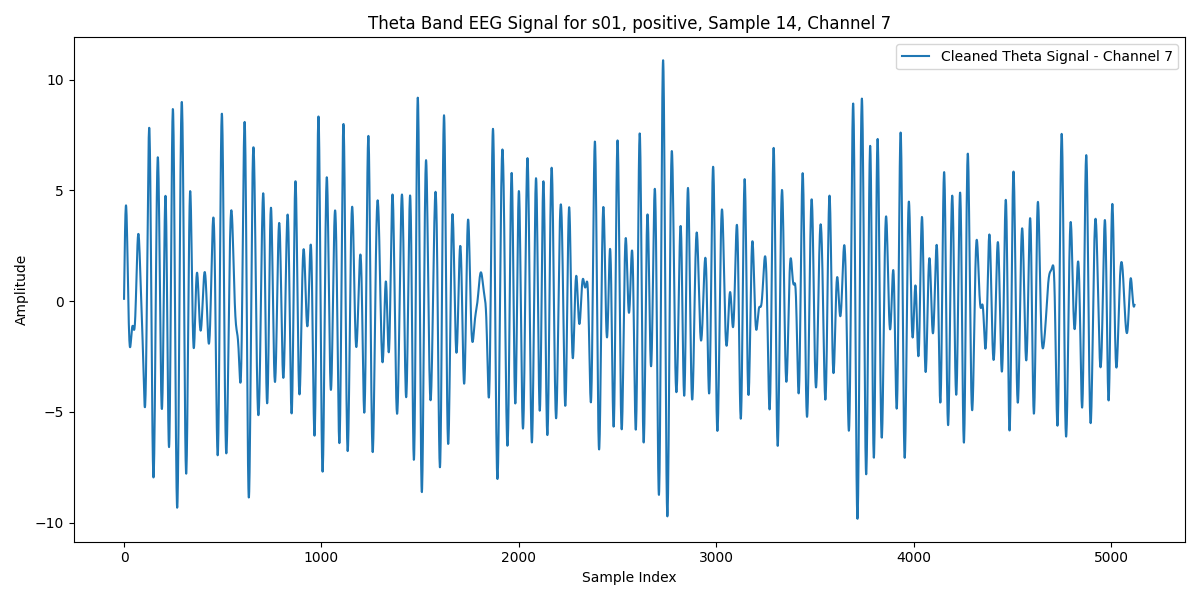 Theta Band EEG Signal for s01, positive, Sample 14, Channel 7
Cleaned Theta Signal - Channel 7
Amplitude
10
5
0
−5
−10
0 1000 2000 3000 4000 5000
Sample Index